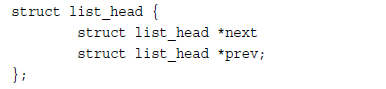 struct list_head {
        struct list_head *next
        struct list_head *prev;
};